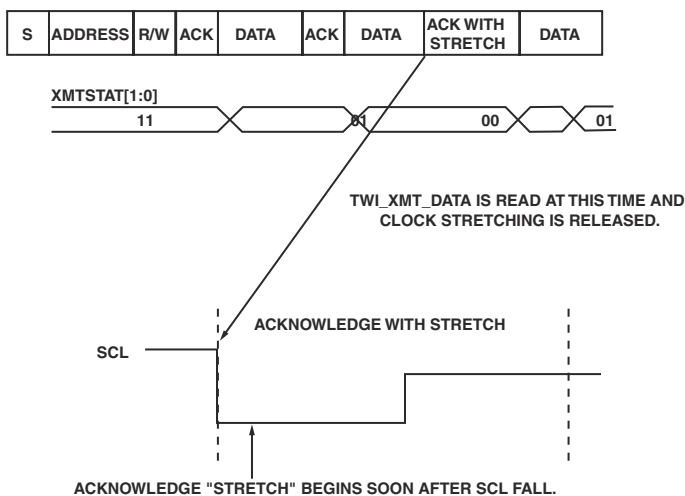 S ADDRESS R/W ACK DATA ACK DATA ACK WITH STRETCH DATA
XMTSTAT[1:0]
11 01 00 01
TWI_XMT_DATA IS READ AT THIS TIME AND
CLOCK STRETCHING IS RELEASED.
ACKNOWLEDGE WITH STRETCH
SCL
ACKNOWLEDGE "STRETCH" BEGINS SOON AFTER SCL FALL.